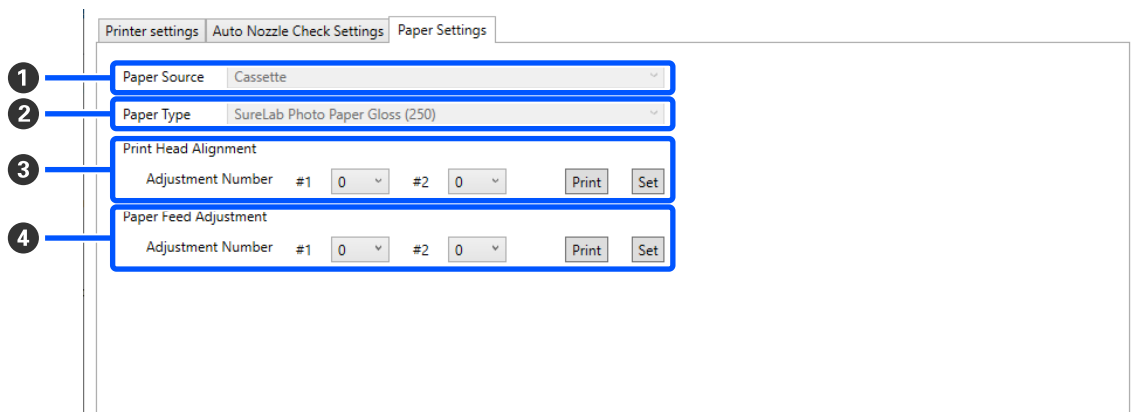 Printer settings Auto Nozzle Check Settings Paper Settings
1 Paper Source Cassette
2 Paper Type SureLab Photo Paper Gloss (250)
Print Head Alignment
3 Adjustment Number #1 0 #2 0 Print Set
Paper Feed Adjustment
4 Adjustment Number #1 0 #2 0 Print Set